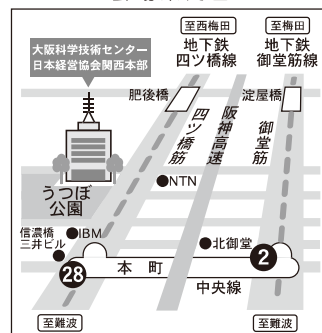 至西梅田
地下鉄
四ツ橋線
至梅田
地下鉄
御堂筋線
大阪科学技術センター
日本経営協会関西本部
肥後橋
淀屋橋
四ツ橋筋
阪神高速
御堂筋
うつぼ
公園
●NTN
信濃橋
三井ビル
●IBM
●北御堂
28
本町
2
中央線
至難波
至難波